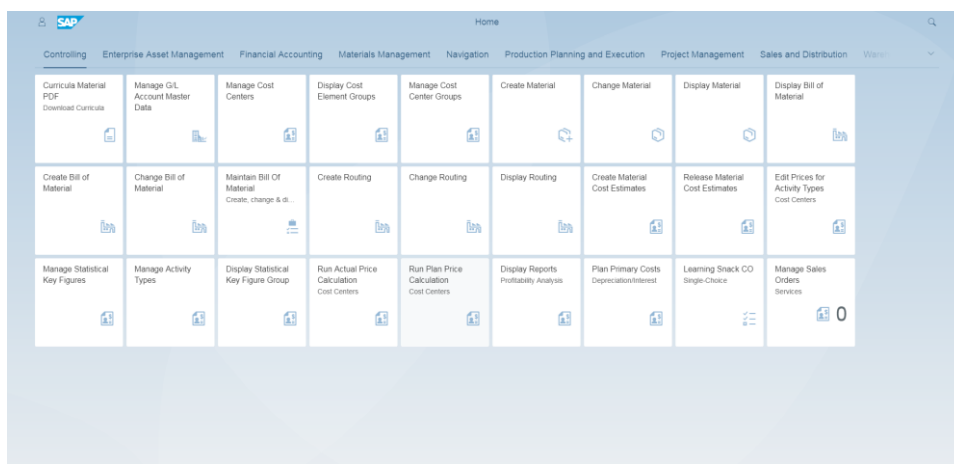 SAP
Home
Controlling Enterprise Asset Management Financial Accounting Materials Management Navigation Production Planning and Execution Project Management Sales and Distribution
Curricula Material
PDF
Download Curricula
Manage G/L
Account Master
Data
Manage Cost
Centers
Display Cost
Element Groups
Manage Cost
Center Groups
Create Material
Change Material
Display Material
Display Bill of
Material
Create Bill of
Material
Change Bill of
Material
Maintain Bill Of
Material
Create, change & di...
Create Routing
Change Routing
Display Routing
Create Material
Cost Estimates
Release Material
Cost Estimates
Edit Prices for
Activity Types
Cost Centers
Manage Statistical
Key Figures
Manage Activity
Types
Display Statistical
Key Figure Group
Run Actual Price
Calculation
Cost Centers
Run Plan Price
Calculation
Cost Centers
Display Reports
Profitability Analysis
Plan Primary Costs
Depreciation/Interest
Learning Snack CO
Single-Choice
Manage Sales
Orders
Services
0